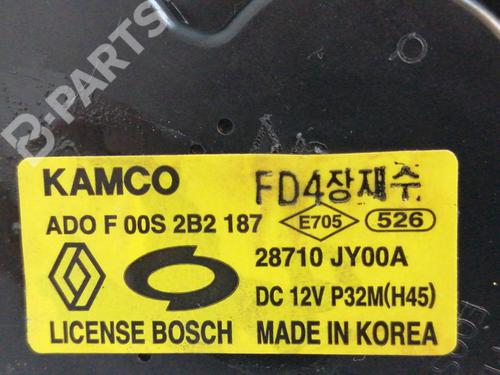 B-PARTS
KAMCO FD4장재수
ADO F 00S 2B2 187 E705 526
28710 JY00A
DC 12V P32M(H45)
LICENSE BOSCH MADE IN KOREA